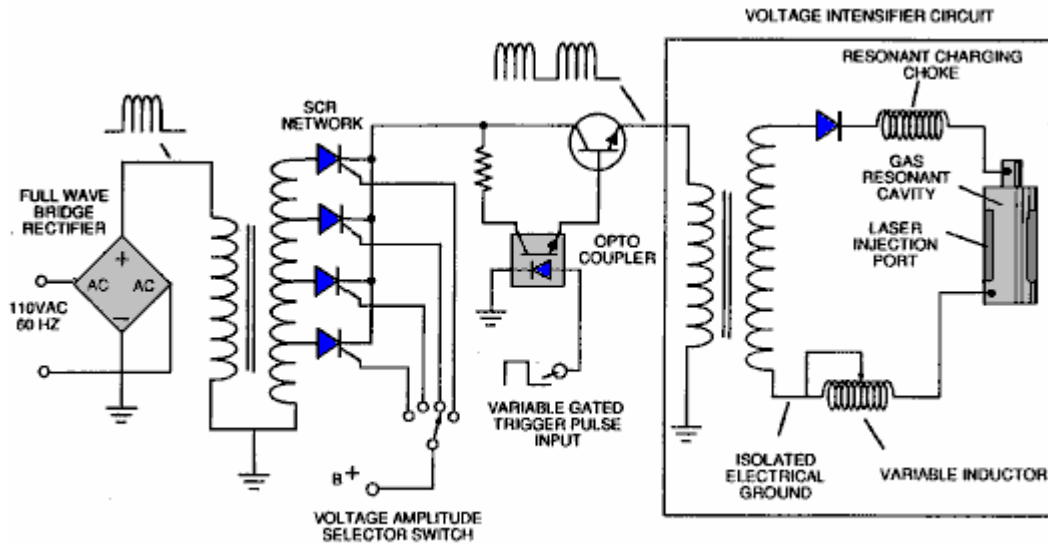 VOLTAGE INTENSIFIER CIRCUIT
RESONANT CHARGING
CHOKE
SCR
NETWORK
FULL WAVE
BRIDGE
RECTIFIER
GAS
RESONANT
CAVITY
OPTO
COUPLER
LASER
INJECTION
PORT
+
AC AC
−
110VAC
60 HZ
VARIABLE GATED
TRIGGER PULSE
INPUT
ISOLATED
ELECTRICAL
GROUND
VARIABLE INDUCTOR
B+
VOLTAGE AMPLITUDE
SELECTOR SWITCH